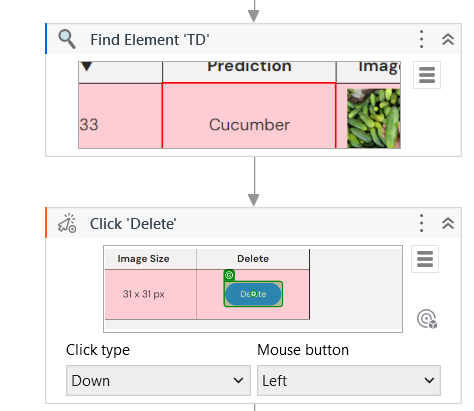 Find Element 'TD'
Prediction
33
Cucumber
Click 'Delete'
Image Size Delete
31 x 31 px Delete
Click type Mouse button
Down Left